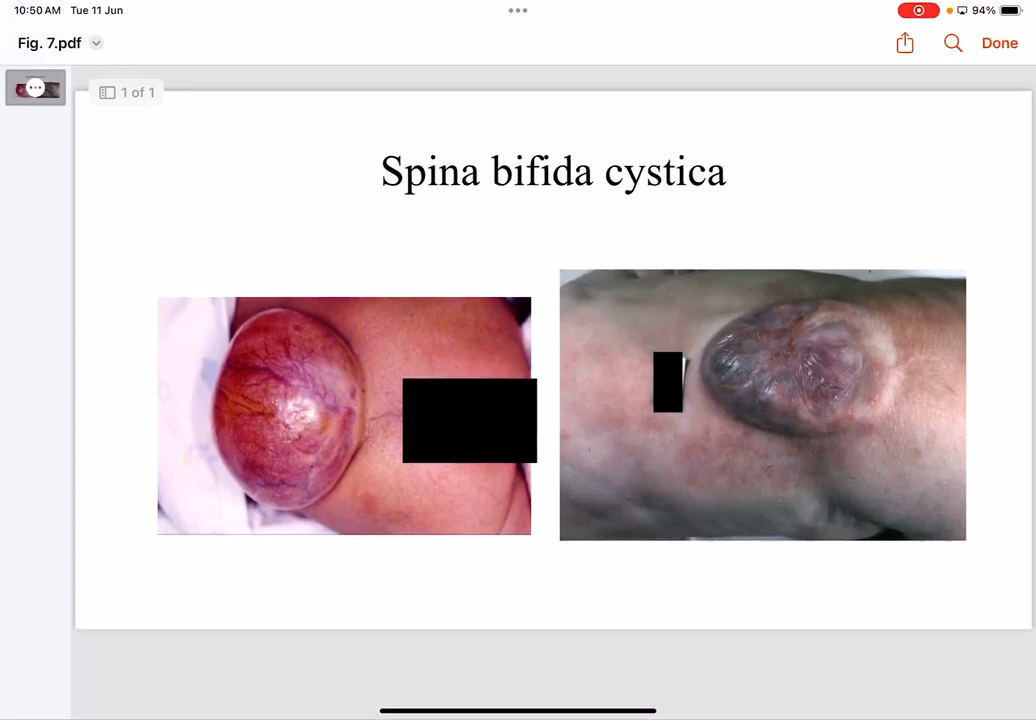 10:50 AM Tue 11 Jun
94%
Fig. 7.pdf
Done
1 of 1
Spina bifida cystica